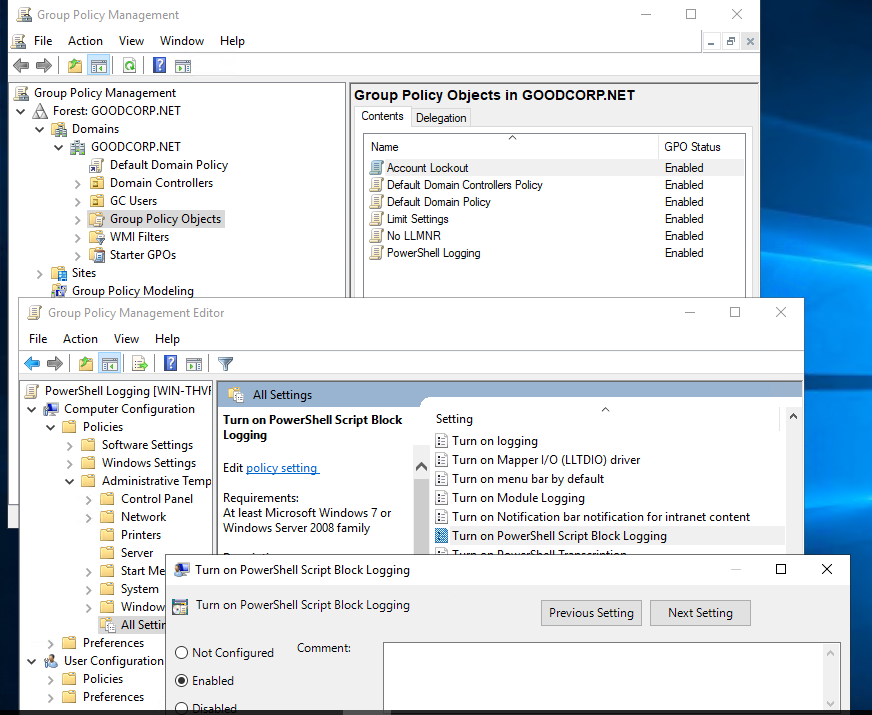 Group Policy Management
File Action View Window Help
Group Policy Management
Forest: GOODCORP.NET
Domains
GOODCORP.NET
Default Domain Policy
Domain Controllers
GC Users
Group Policy Objects
WMI Filters
Starter GPOs
Sites
Group Policy Modeling
Group Policy Objects in GOODCORP.NET
Contents Delegation
Name GPO Status
Account Lockout Enabled
Default Domain Controllers Policy Enabled
Default Domain Policy Enabled
Limit Settings Enabled
No LLMNR Enabled
PowerShell Logging Enabled
Group Policy Management Editor
File Action View Help
PowerShell Logging [WIN-THVF
Computer Configuration
Policies
Software Settings
Windows Settings
Administrative Temp
Control Panel
Network
Printers
Server
Start Me
System
Window
All Settin
Preferences
User Configuration
Policies
Preferences
All Settings
Turn on PowerShell Script Block
Logging
Edit policy setting
Requirements:
At least Microsoft Windows 7 or
Windows Server 2008 family
Setting
Turn on logging
Turn on Mapper I/O (LLTDIO) driver
Turn on menu bar by default
Turn on Module Logging
Turn on Notification bar notification for intranet content
Turn on PowerShell Script Block Logging
Turn on PowerShell Transcription
Turn on PowerShell Script Block Logging
Turn on PowerShell Script Block Logging
Previous Setting Next Setting
Not Configured Comment:
Enabled
Disabled